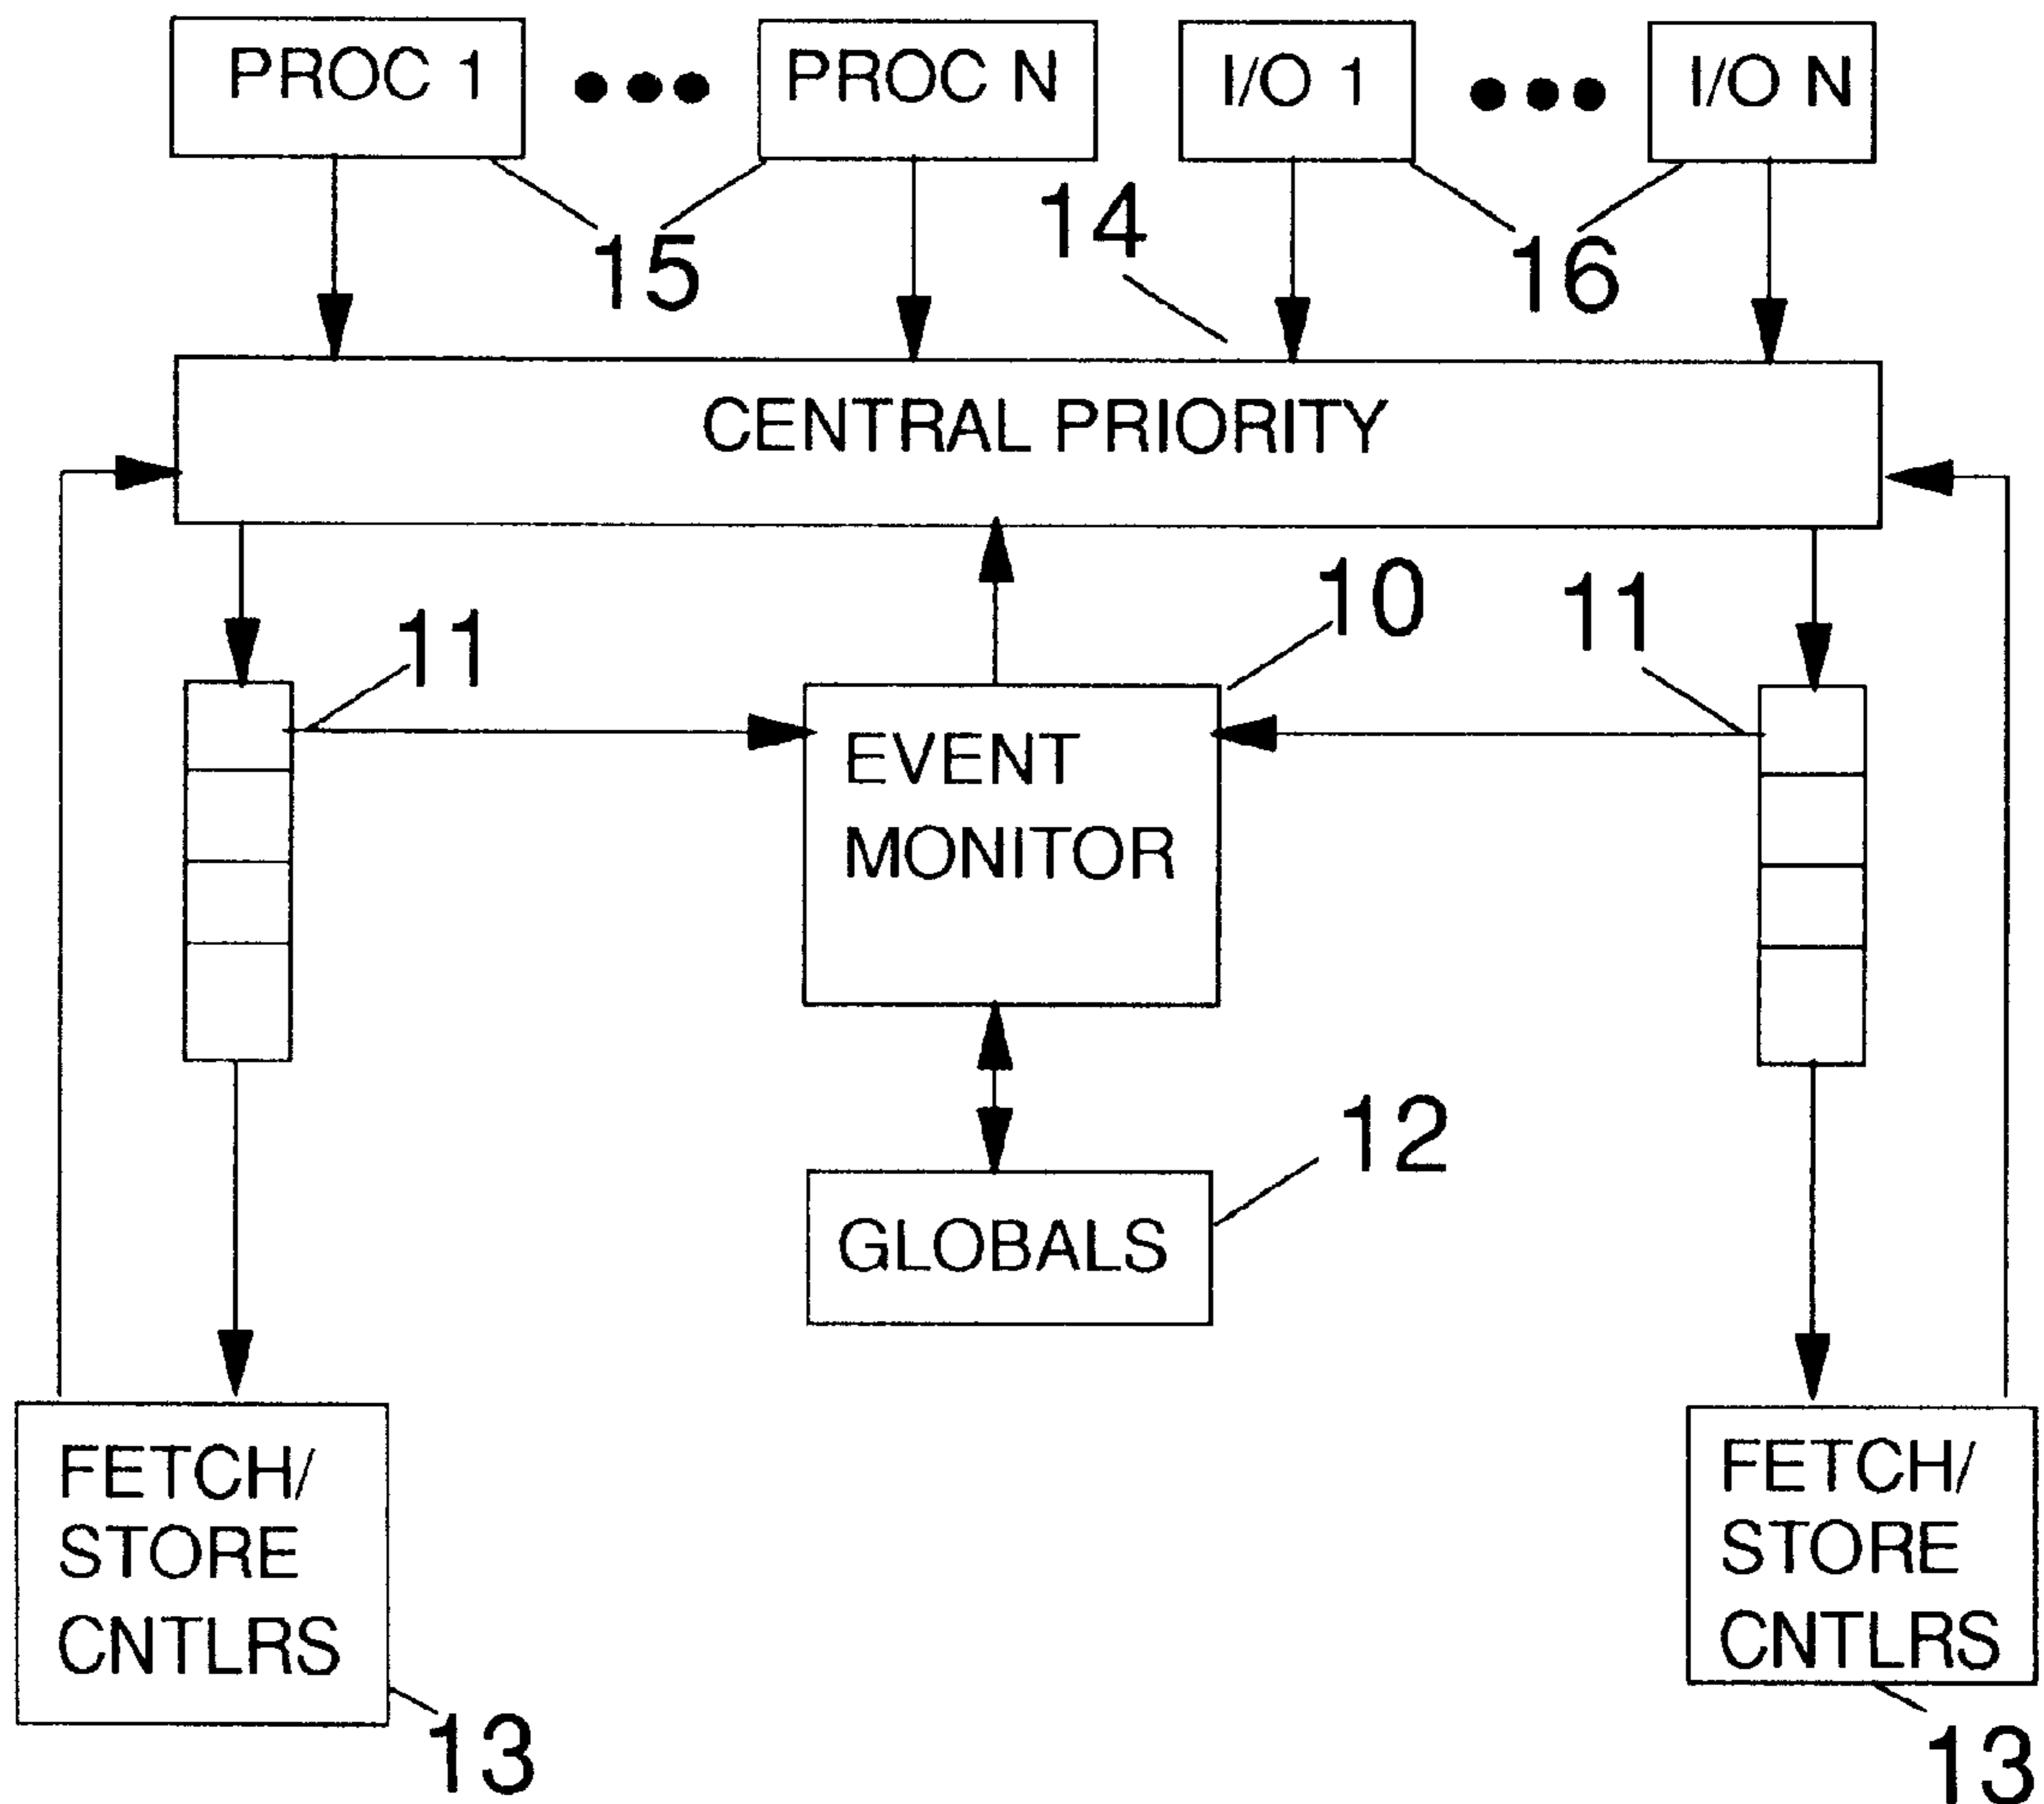 PROC 1
PROC N
I/O 1
I/O N
15
14
16
CENTRAL PRIORITY
11
10
11
EVENT
MONITOR
12
GLOBALS
FETCH/
STORE
CNTLRS
13
FETCH/
STORE
CNTLRS
13